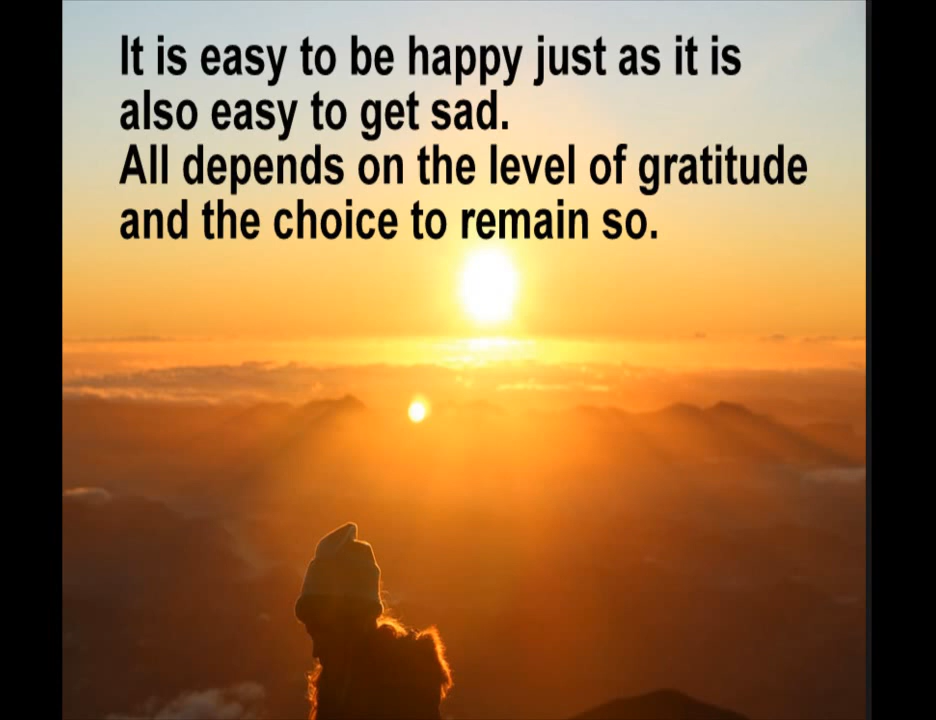 It is easy to be happy just as it is
also easy to get sad.
All depends on the level of gratitude
and the choice to remain so.